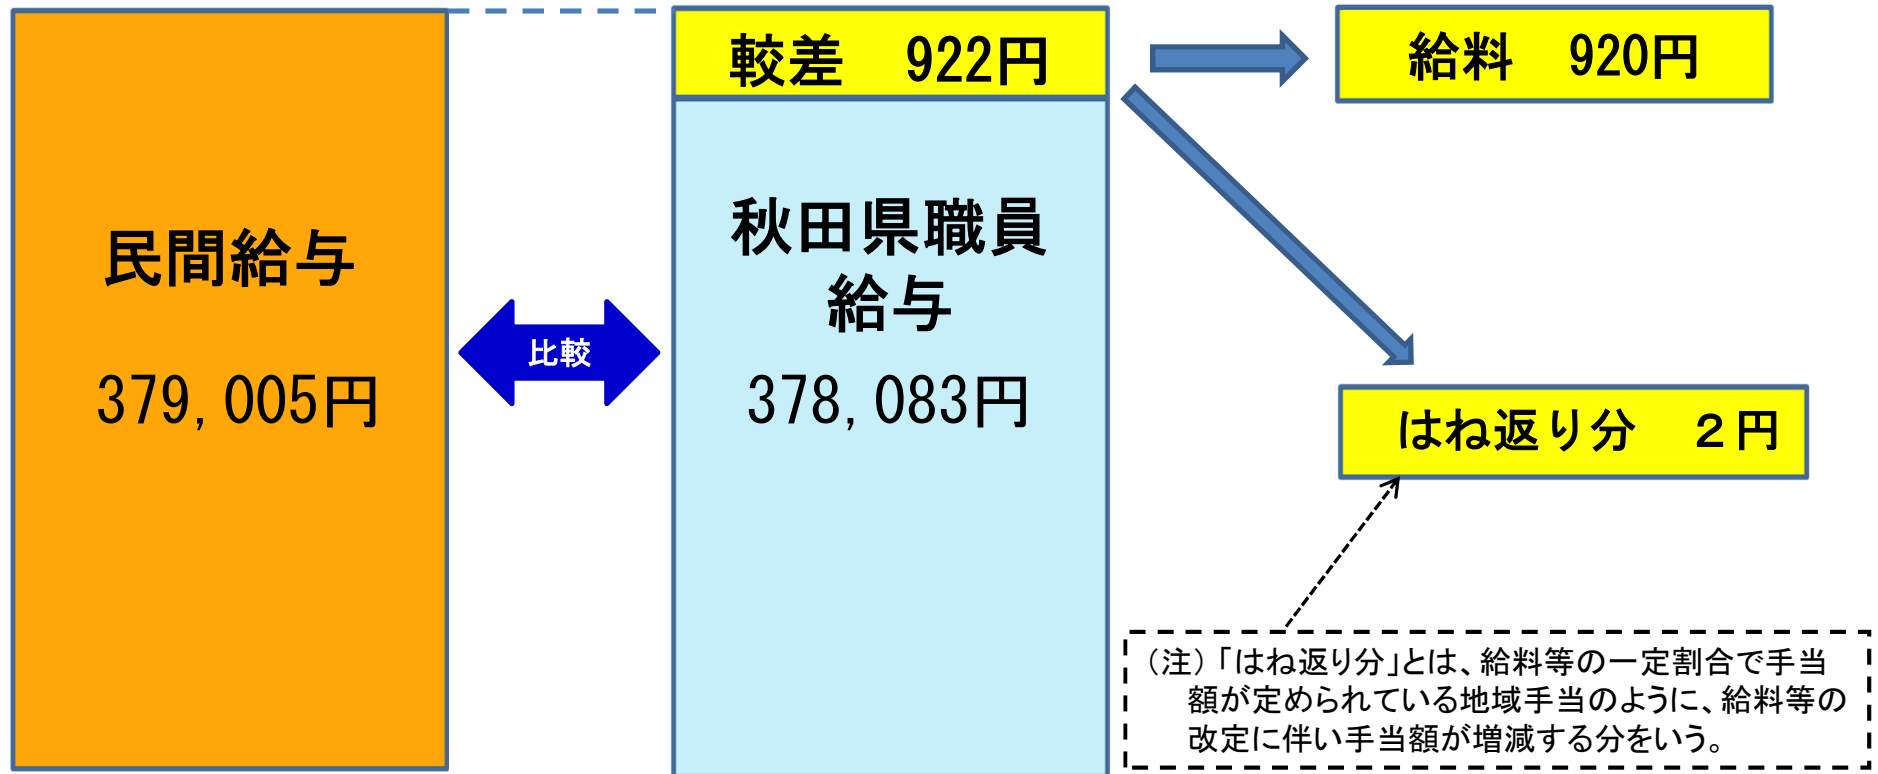 民間給与
379,005円
比較
較差　922円
秋田県職員
給与
378,083円
給料　920円
はね返り分　２円
（注）「はね返り分」とは、給料等の一定割合で手当
額が定められている地域手当のように、給料等の
改定に伴い手当額が増減する分をいう。